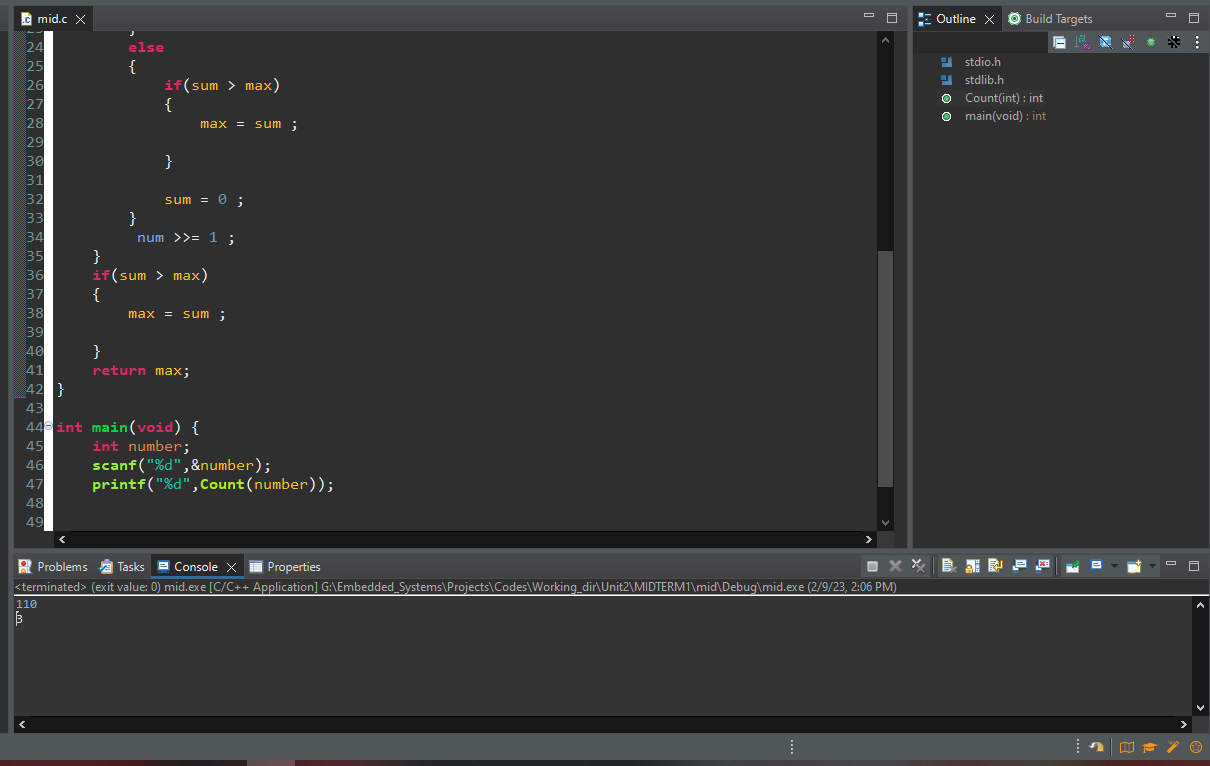 mid.c
Outline
Build Targets
24 else
25 {
26 if(sum > max)
27 {
28 max = sum ;
29
30 }
31
32 sum = 0 ;
33 }
34 num >>= 1 ;
35 }
36 if(sum > max)
37 {
38 max = sum ;
39
40 }
41 return max;
42 }
43
44 int main(void) {
45 int number;
46 scanf("%d",&number);
47 printf("%d",Count(number));
48
49
stdio.h
stdlib.h
Count(int) : int
main(void) : int
Problems Tasks Console Properties
<terminated> (exit value: 0) mid.exe [C/C++ Application] G:\Embedded_Systems\Projects\Codes\Working_dir\Unit2\MIDTERM1\mid\Debug\mid.exe (2/9/23, 2:06 PM)
110
3